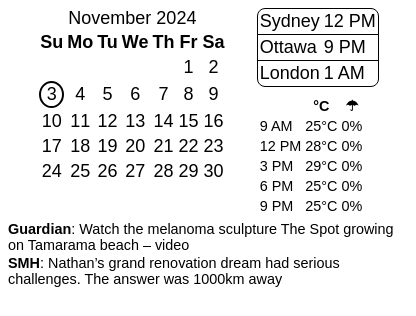 November 2024
Su Mo Tu We Th Fr Sa
1 2
3 4 5 6 7 8 9
10 11 12 13 14 15 16
17 18 19 20 21 22 23
24 25 26 27 28 29 30
Sydney 12 PM
Ottawa 9 PM
London 1 AM
°C ☂
9 AM 25°C 0%
12 PM 28°C 0%
3 PM 29°C 0%
6 PM 25°C 0%
9 PM 25°C 0%
Guardian: Watch the melanoma sculpture The Spot growing
on Tamarama beach – video
SMH: Nathan’s grand renovation dream had serious
challenges. The answer was 1000km away